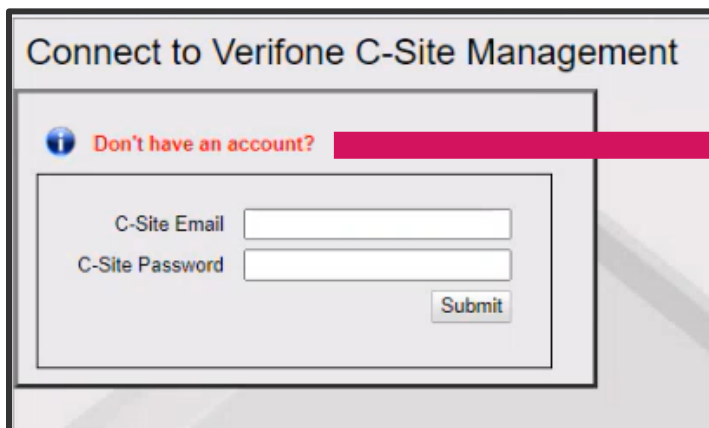 Connect to Verifone C-Site Management
Don't have an account?
C-Site Email
C-Site Password
Submit